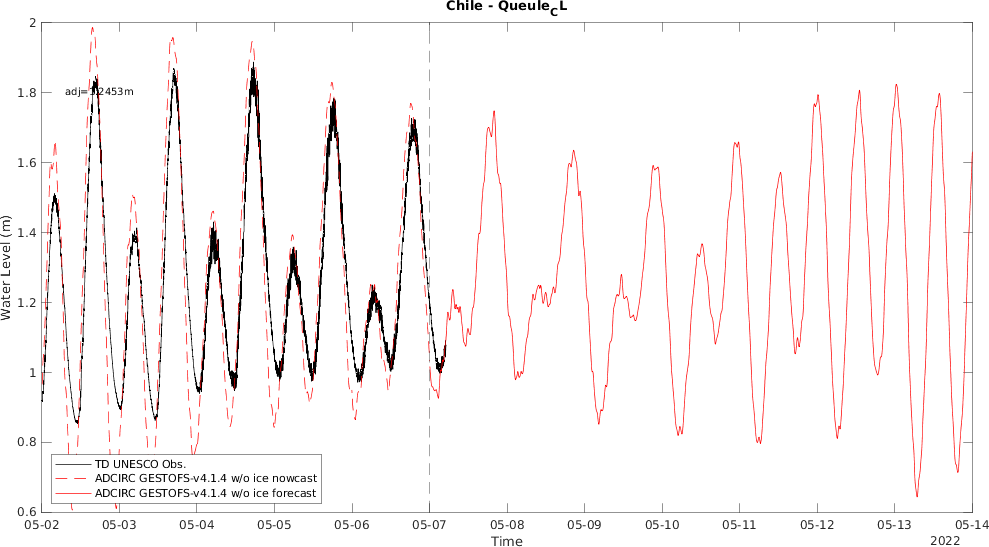 Chile - Queule_CL
2
1.8
1.6
1.4
1.2
1
0.8
0.6
Water Level (m)
TD UNESCO Obs.
ADCIRC GESTOFS-v4.1.4 w/o ice nowcast
ADCIRC GESTOFS-v4.1.4 w/o ice forecast
05-02 05-03 05-04 05-05 05-06 05-07 05-08 05-09 05-10 05-11 05-12 05-13 05-14
Time
2022